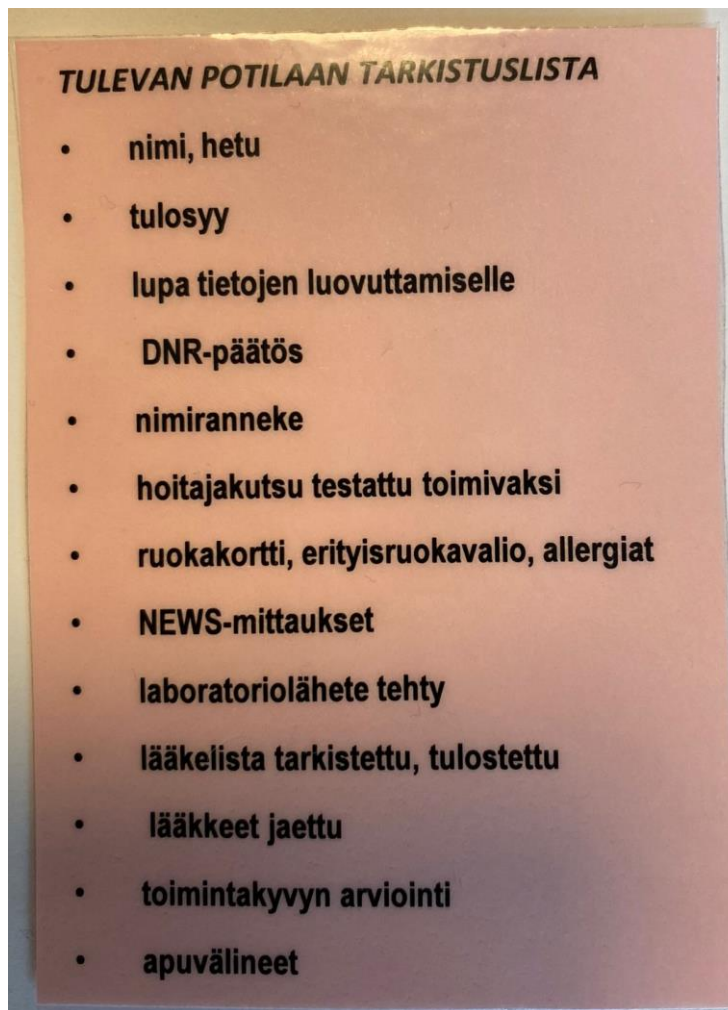 TULEVAN POTILAAN TARKISTUSLISTA
• nimi, hetu
• tulosyy
• lupa tietojen luovuttamiselle
• DNR-päätös
• nimiranneke
• hoitajakutsu testattu toimivaksi
• ruokakortti, erityisruokavalio, allergiat
• NEWS-mittaukset
• laboratoriolähete tehty
• lääkelista tarkistettu, tulostettu
• lääkkeet jaettu
• toimintakyvyn arviointi
• apuvälineet